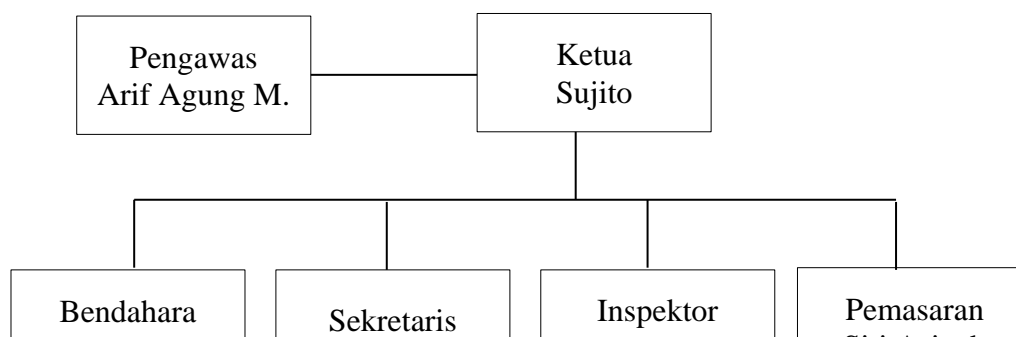 Pengawas
Arif Agung M.
Ketua
Sujito
Bendahara
Sekretaris
Inspektor
Pemasaran